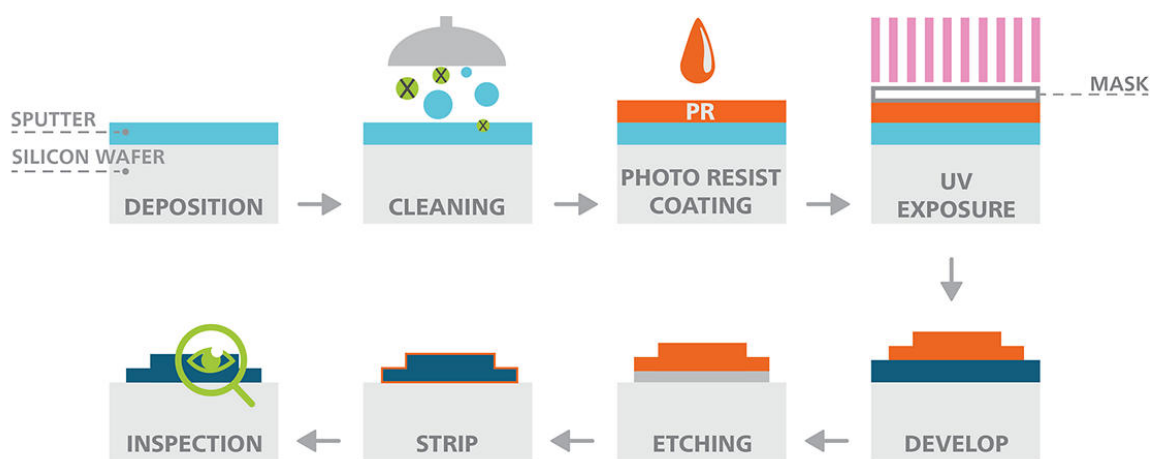 SPUTTER
SILICON WAFER
DEPOSITION
CLEANING
PR
PHOTO RESIST
COATING
MASK
UV
EXPOSURE
INSPECTION
STRIP
ETCHING
DEVELOP